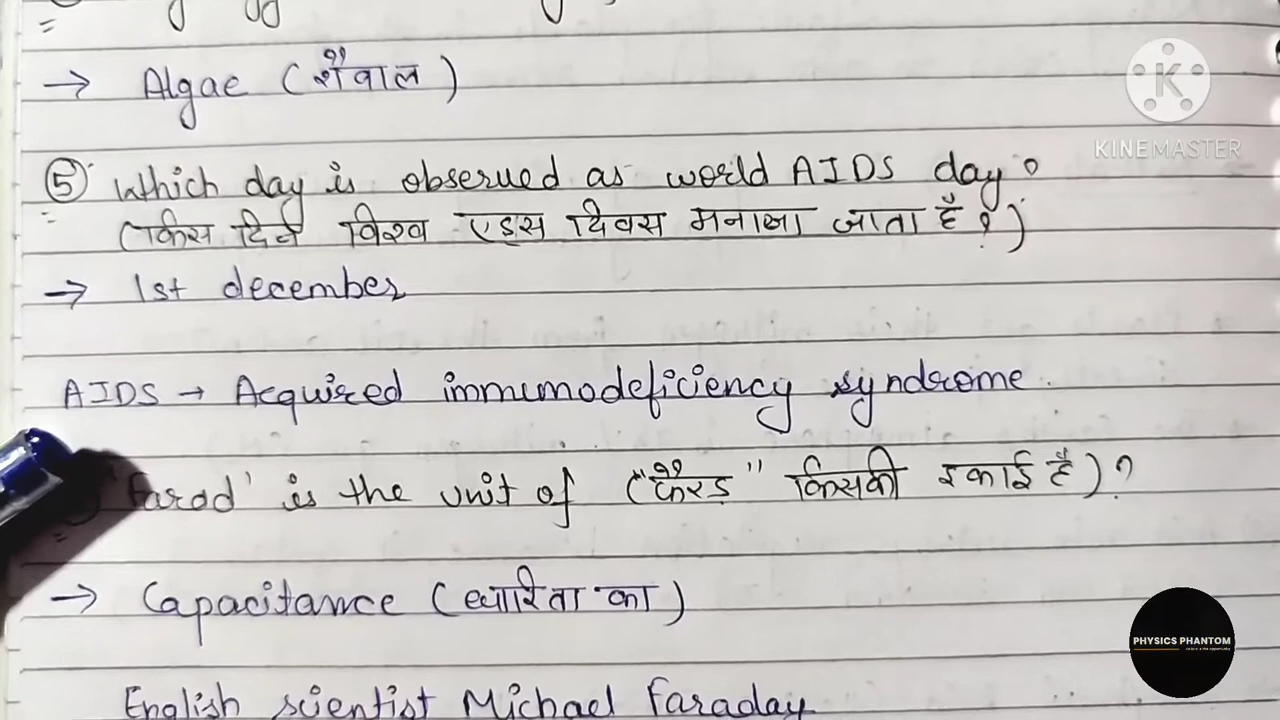 → Algae (शैवाल)
KINEMASTER
⑤ Which day is observed as world AIDS day?
(किस दिन विश्व एड्स दिवस मनाया जाता है?)
→ 1st december
AIDS → Acquired immunodeficiency syndrome.
'Farad' is the unit of ("फैरड" किसकी इकाई है)?
→ Capacitance (धारिता का)
PHYSICS PHANTOM
English scientist Michael Faraday